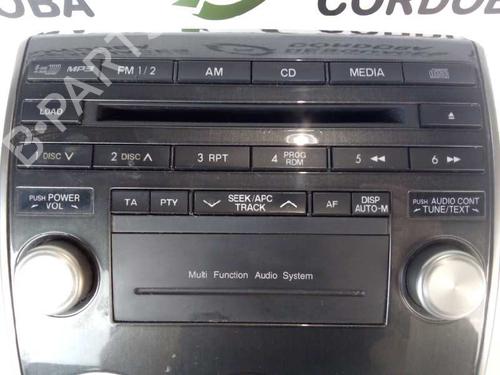 CORDOBA
MP3 FM 1/2 AM CD MEDIA
LOAD
DISC 2 DISC 3 RPT 4 PROG RDM 5 6
PUSH POWER VOL
TA PTY SEEK/APC TRACK AF DISP AUTO-M
PUSH AUDIO CONT TUNE/TEXT
Multi Function Audio System
B-PARTS